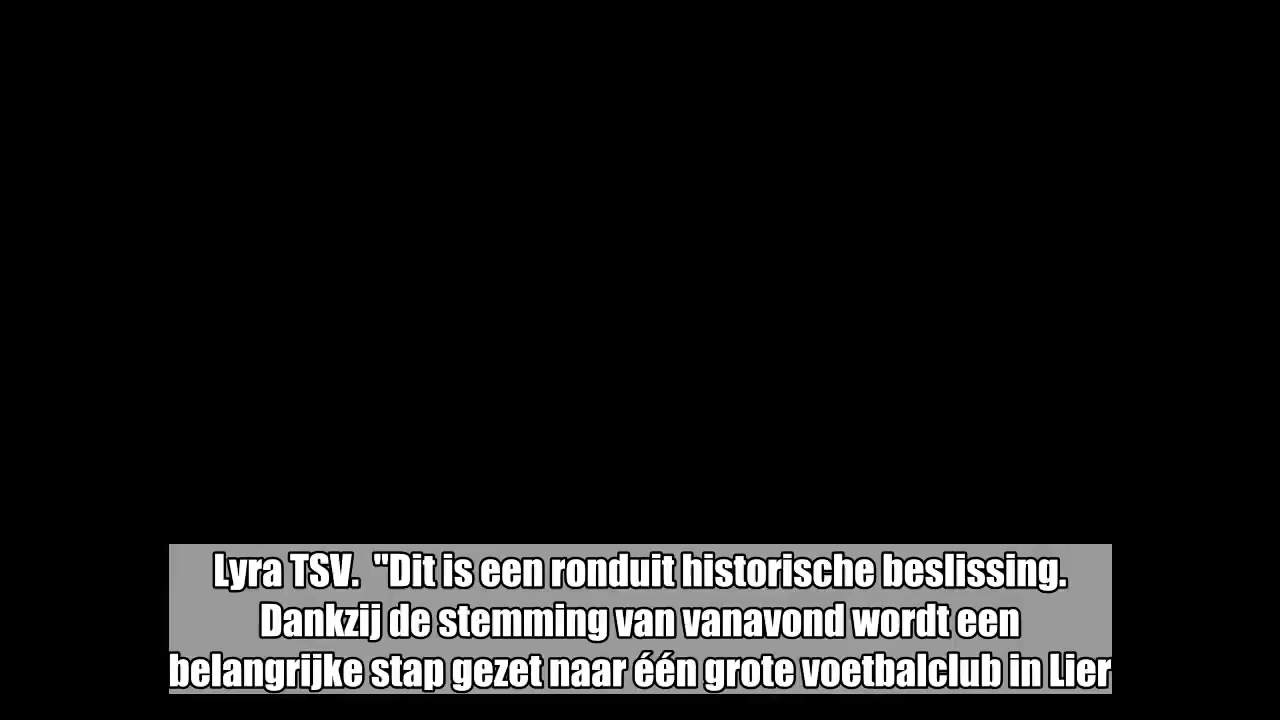 Lyra TSV.  "Dit is een ronduit historische beslissing.
Dankzij de stemming van vanavond wordt een
belangrijke stap gezet naar één grote voetbalclub in Lier